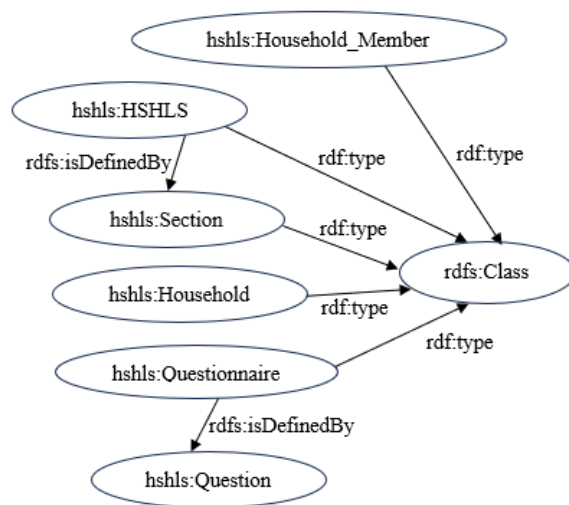 hshls:Household_Member
hshls:HSHLS
rdf:type
rdf:type
rdfs:isDefinedBy
hshls:Section
rdf:type
rdfs:Class
hshls:Household
rdf:type
rdf:type
hshls:Questionnaire
rdfs:isDefinedBy
hshls:Question